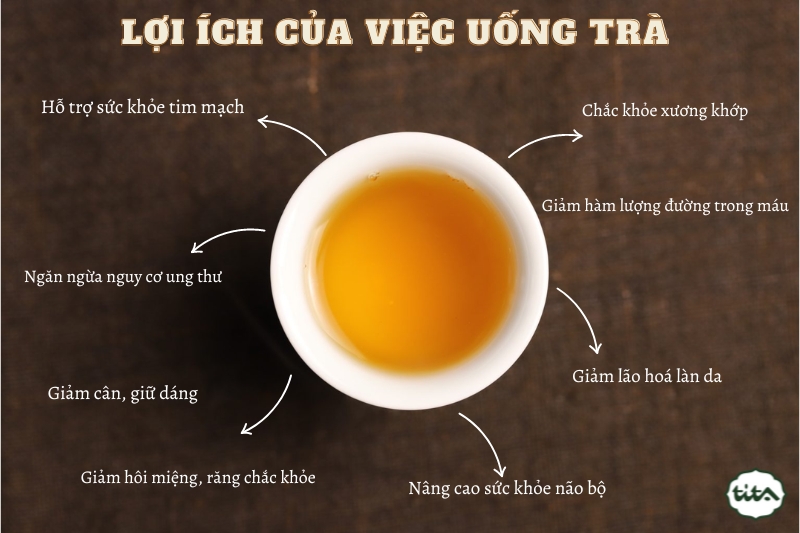 LỢI ÍCH CỦA VIỆC UỐNG TRÀ
Hỗ trợ sức khỏe tim mạch
Chắc khỏe xương khớp
Giảm hàm lượng đường trong máu
Ngăn ngừa nguy cơ ung thư
Giảm lão hoá làn da
Giảm cân, giữ dáng
Giảm hôi miệng, răng chắc khỏe
Nâng cao sức khỏe não bộ
tita